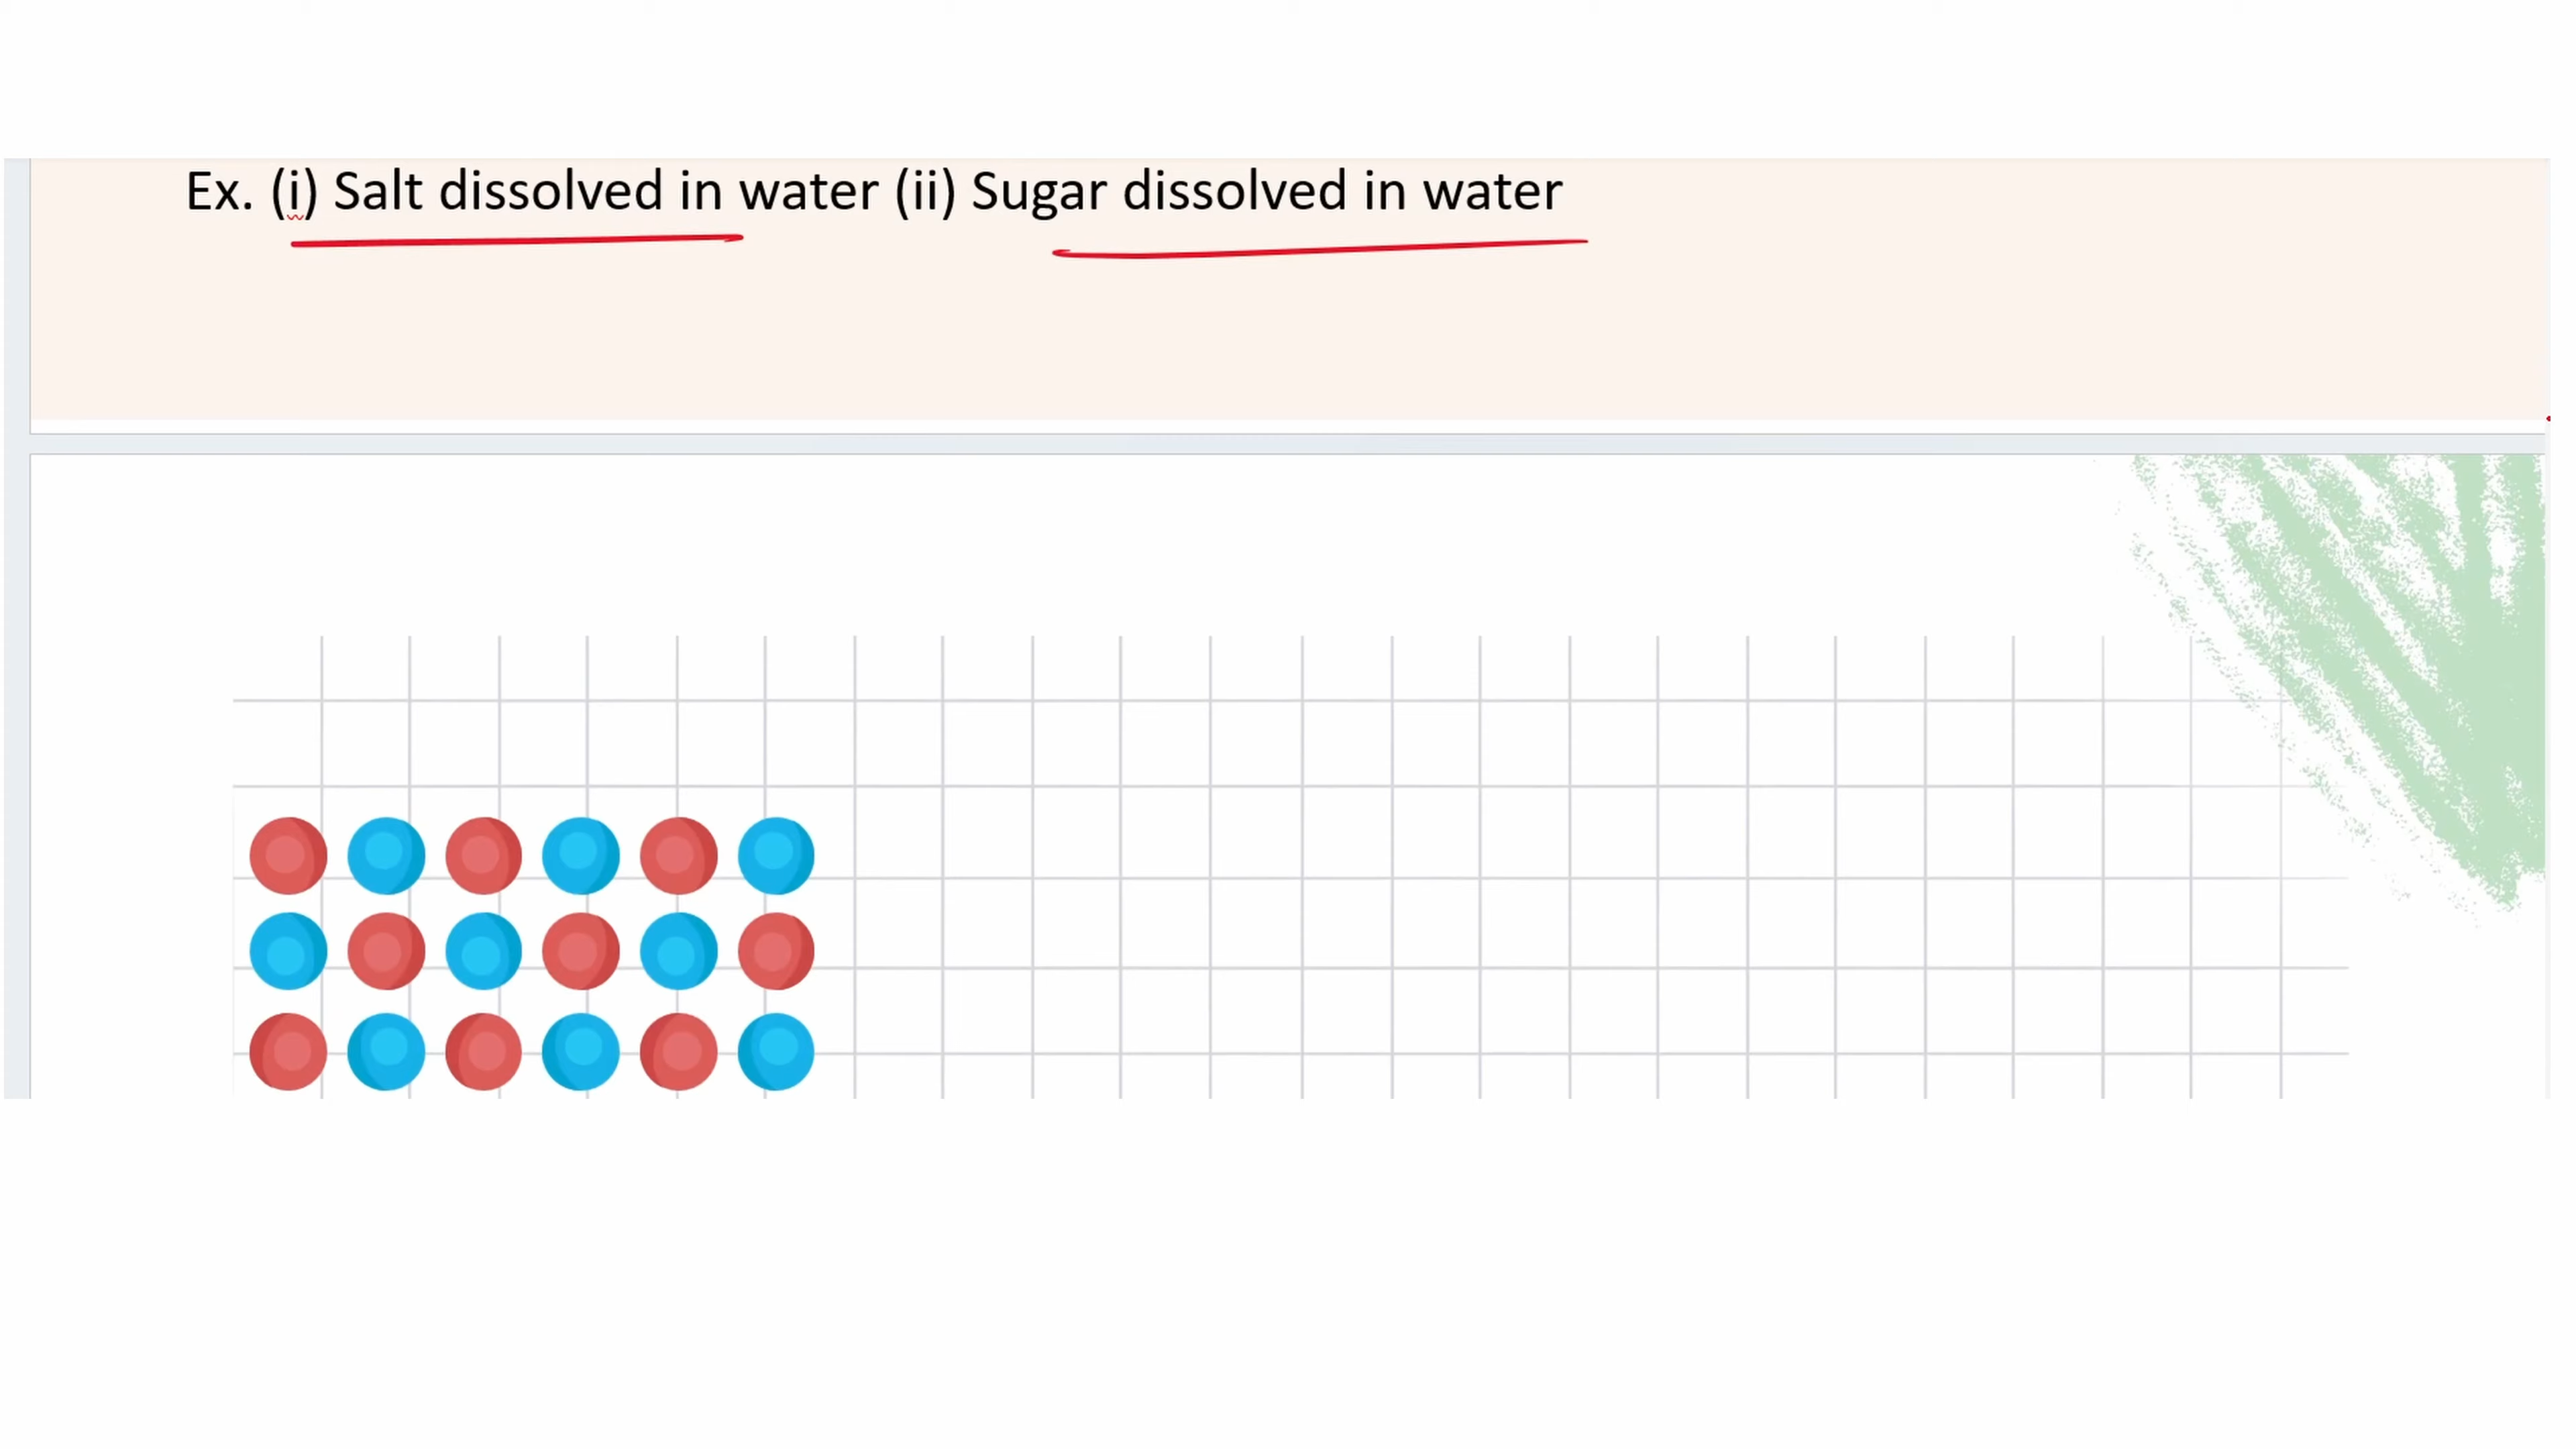 Ex. (i) Salt dissolved in water (ii) Sugar dissolved in water